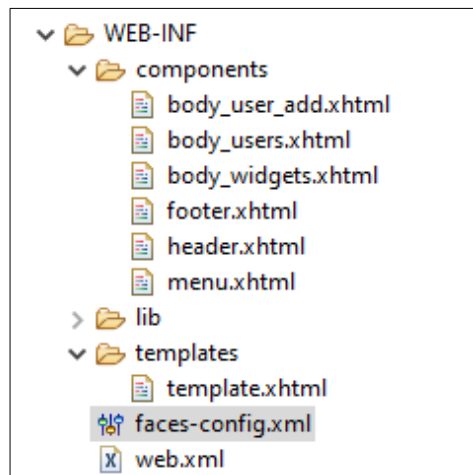 WEB-INF
components
body_user_add.xhtml
body_users.xhtml
body_widgets.xhtml
footer.xhtml
header.xhtml
menu.xhtml
lib
templates
template.xhtml
faces-config.xml
X web.xml